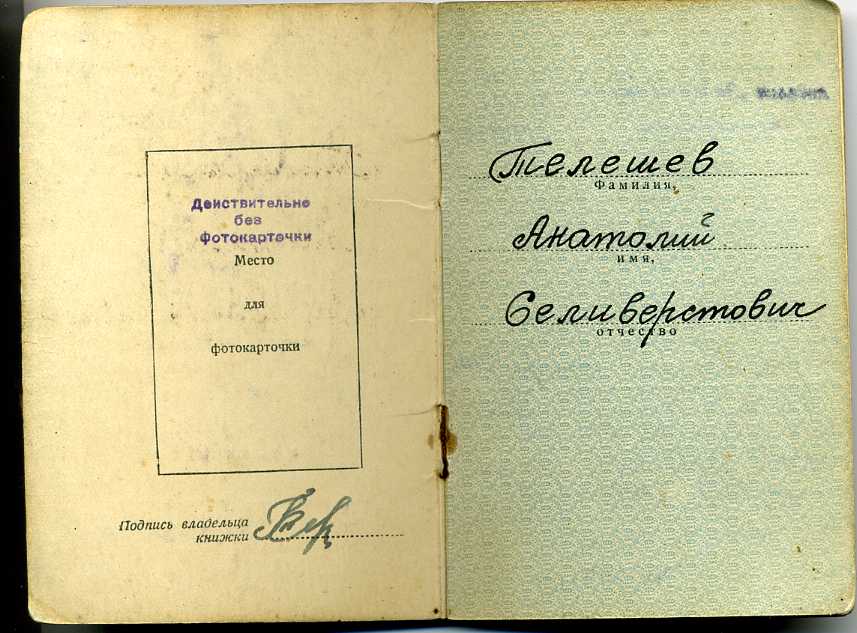 Действительно
без
фотокарточки
Место
для
фотокарточки
Подпись владельца
книжки
Телешев
Фамилия,
Анатолий
имя,
Селиверстович
отчество